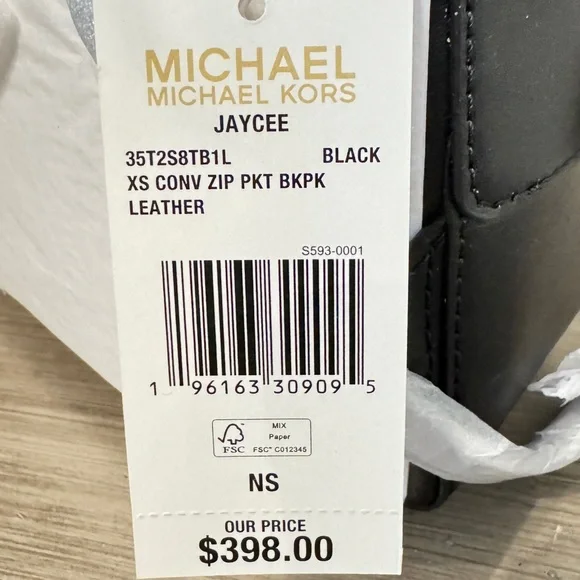 MICHAEL
MICHAEL KORS
JAYCEE
35T2S8TB1L BLACK
XS CONV ZIP PKT BKPK
LEATHER
S593-0001
1 96163 30909 5
FSC
MIX
Paper
FSC™ C012345
NS
OUR PRICE
$398.00